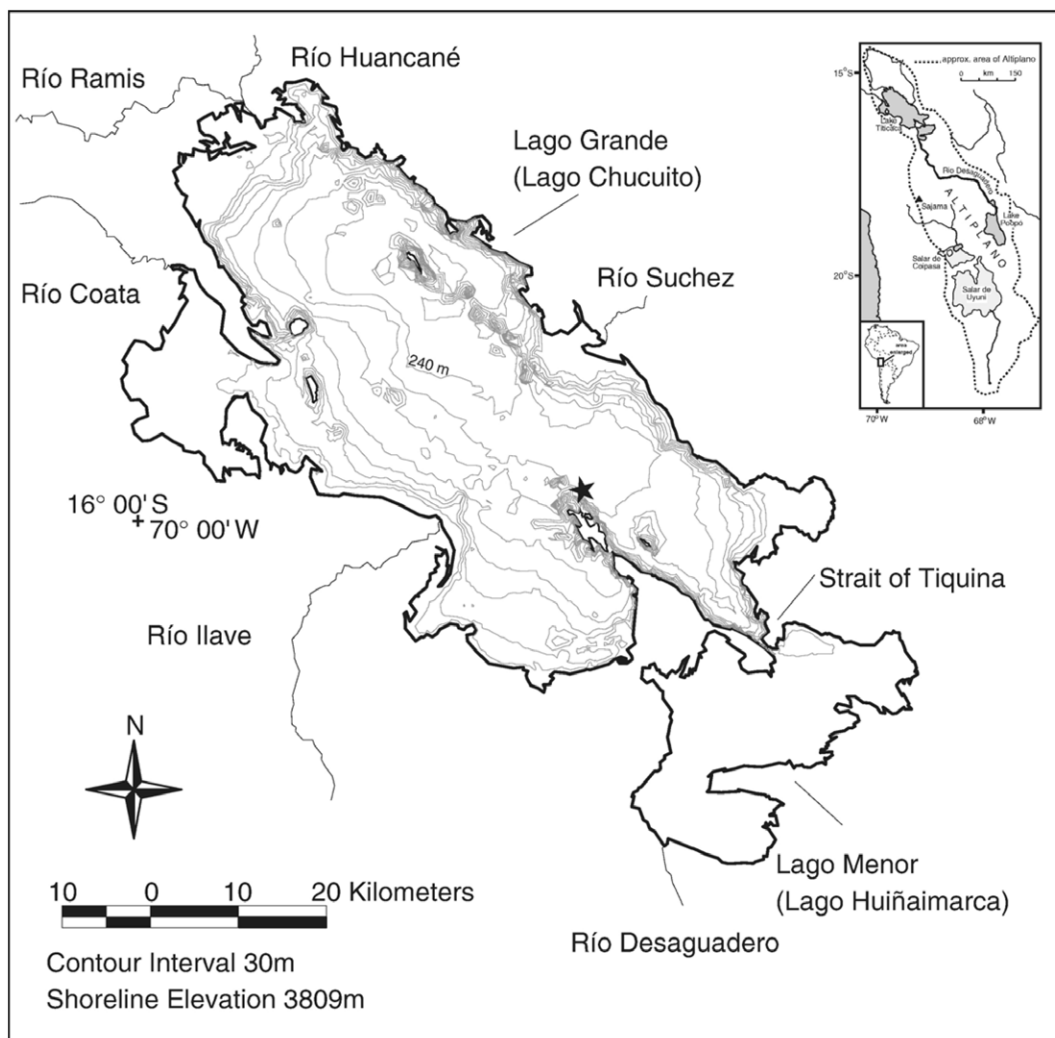 Río Huancané
Río Ramis
Lago Grande
(Lago Chucuito)
Río Suchez
Río Coata
240 m
16° 00' S
70° 00' W
Strait of Tiquina
Río Ilave
N
Lago Menor
(Lago Huiñaimarca)
Río Desaguadero
10 0 10 20 Kilometers
Contour Interval 30m
Shoreline Elevation 3809m
approx. area of Altiplano
0 km 150
15°S
Lake
Titicaca
Rio Desaguadero
Sajama
ALTIPLANO
Lake
Poopo
Salar de
Coipasa
20°S
Salar de
Uyuni
area
enlarged
70°W
68°W